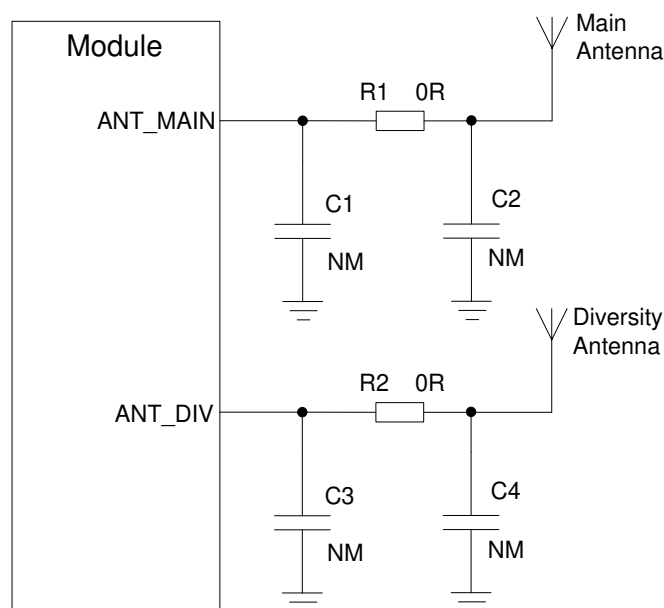 Module
Main
Antenna
R1 0R
ANT_MAIN
C1
C2
NM
NM
Diversity
Antenna
R2 0R
ANT_DIV
C3
C4
NM
NM